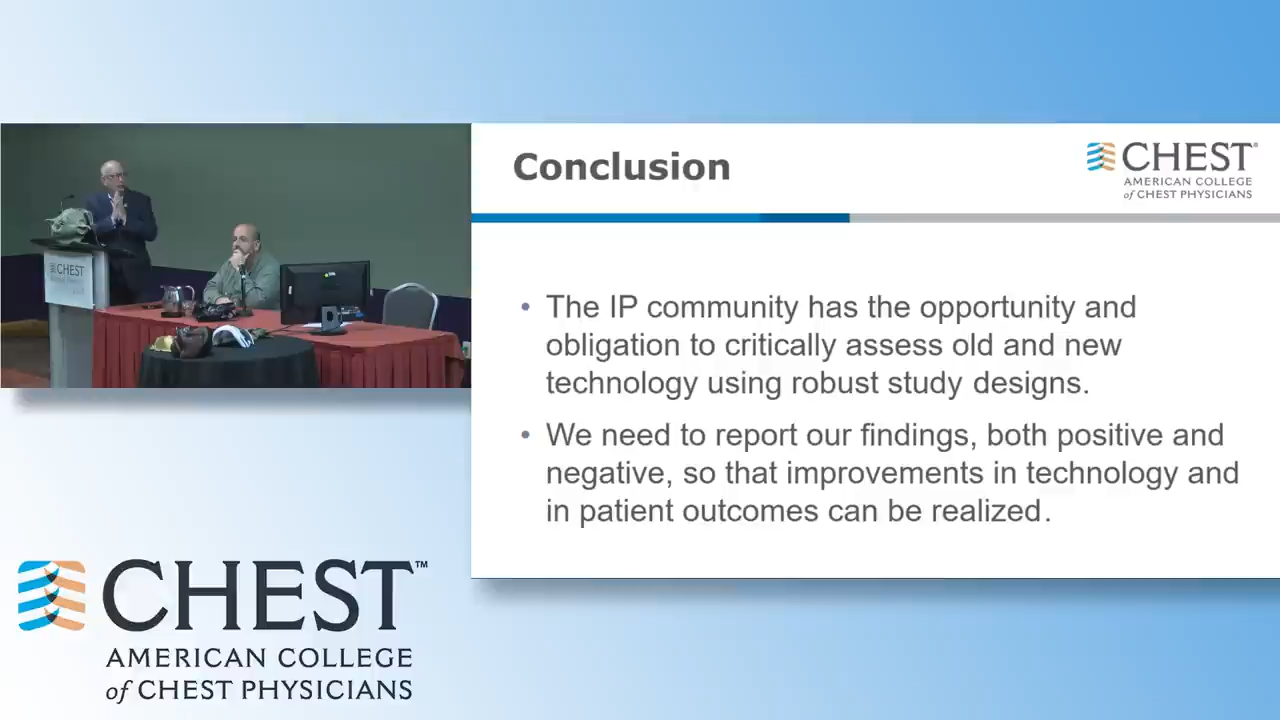 Conclusion
CHEST®
AMERICAN COLLEGE
of CHEST PHYSICIANS
• The IP community has the opportunity and
obligation to critically assess old and new
technology using robust study designs.
• We need to report our findings, both positive and
negative, so that improvements in technology and
in patient outcomes can be realized.
CHEST
CHEST™
AMERICAN COLLEGE
of CHEST PHYSICIANS